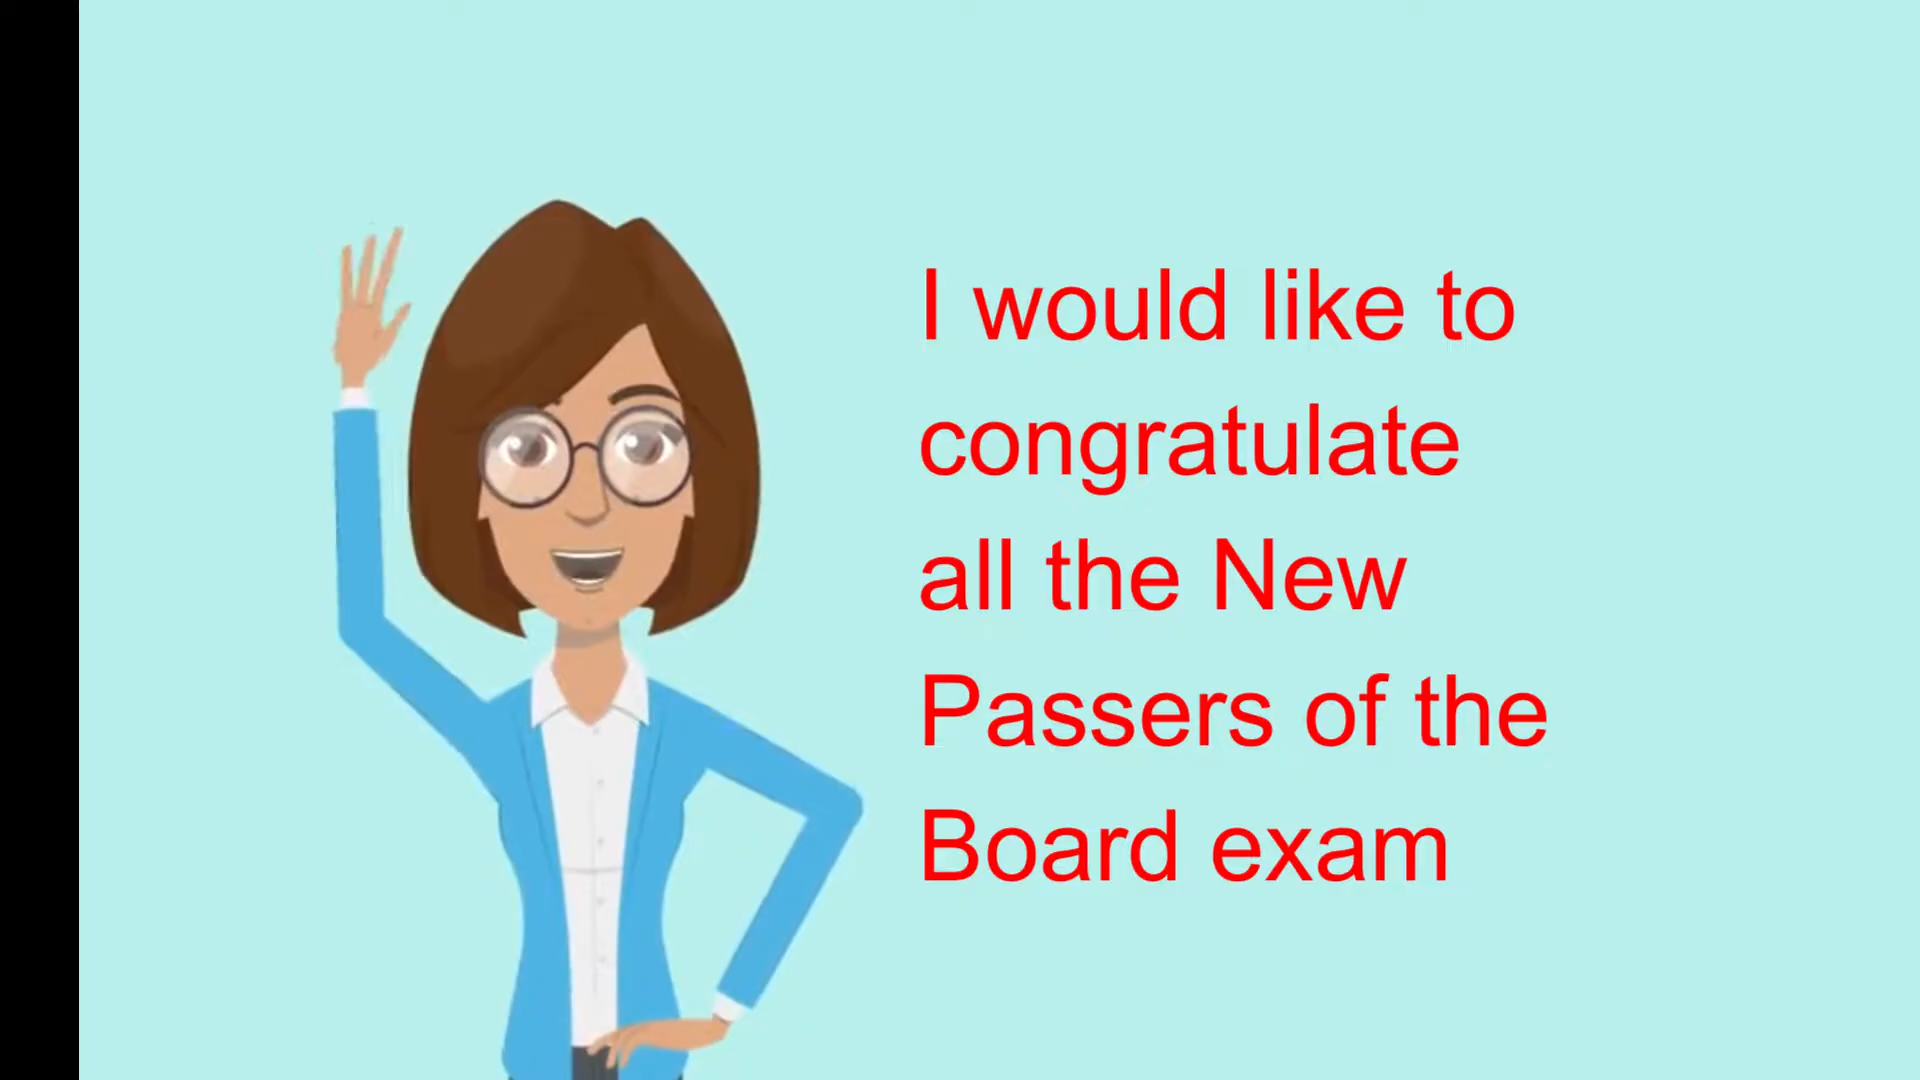 I would like to
congratulate
all the New
Passers of the
Board exam